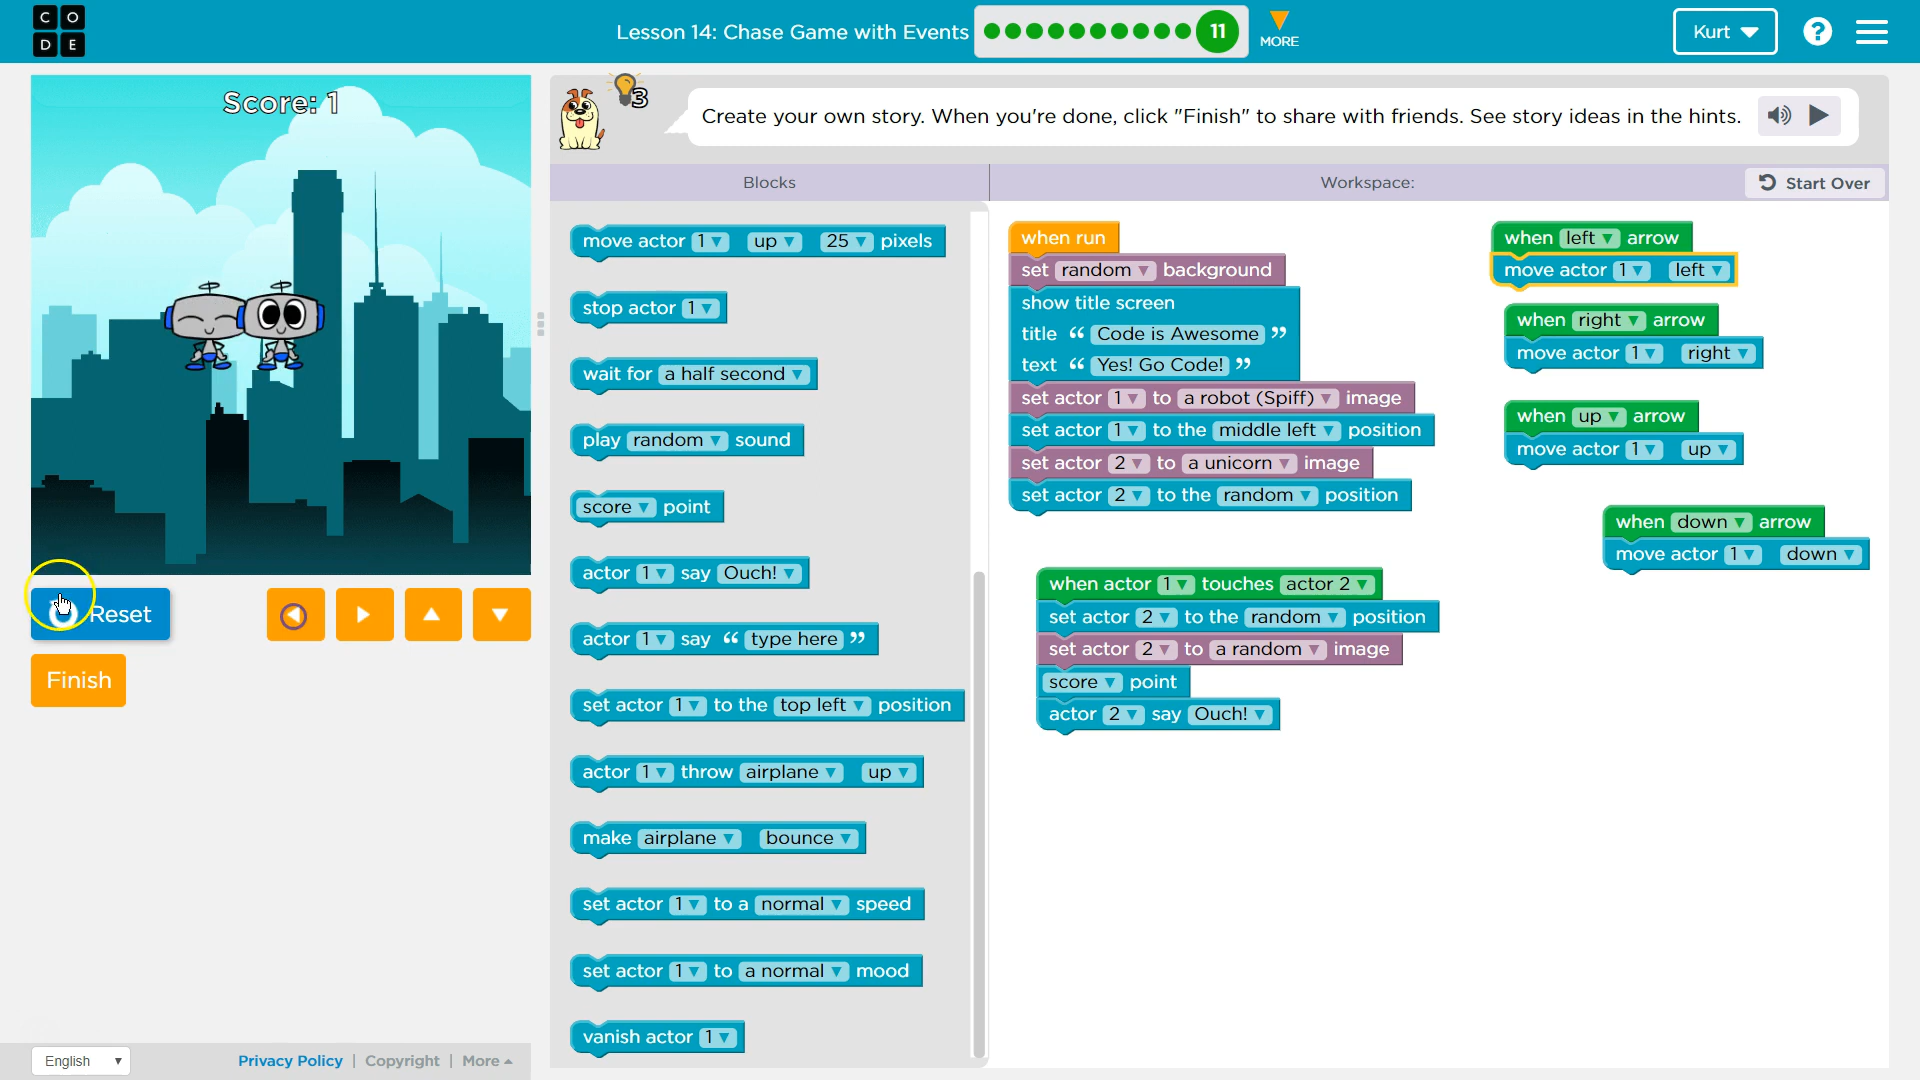 C O
D E
Lesson 14: Chase Game with Events
11
MORE
Kurt
?
Score: 1
3
Create your own story. When you're done, click "Finish" to share with friends. See story ideas in the hints.
Blocks
Workspace:
Start Over
Reset
Finish
move actor 1 up 25 pixels
stop actor 1
wait for a half second
play random sound
score point
actor 1 say Ouch!
actor 1 say “ type here ”
set actor 1 to the top left position
actor 1 throw airplane up
make airplane bounce
set actor 1 to a normal speed
set actor 1 to a normal mood
vanish actor 1
when run
set random background
show title screen
title “ Code is Awesome ”
text “ Yes! Go Code! ”
set actor 1 to a robot (Spiff) image
set actor 1 to the middle left position
set actor 2 to a unicorn image
set actor 2 to the random position
when actor 1 touches actor 2
set actor 2 to the random position
set actor 2 to a random image
score point
actor 2 say Ouch!
when left arrow
move actor 1 left
when right arrow
move actor 1 right
when up arrow
move actor 1 up
when down arrow
move actor 1 down
English
Privacy Policy | Copyright | More